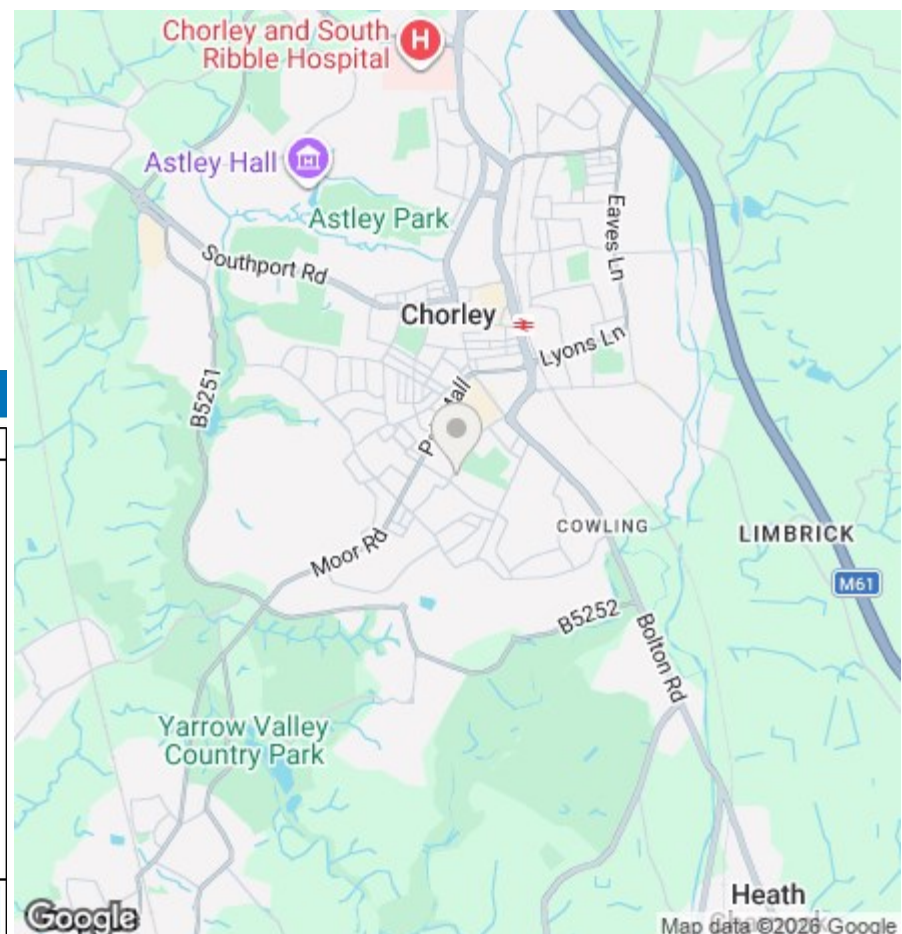 Chorley and South
Ribble Hospital
H
Astley Hall
Astley Park
Southport Rd
Eaves Ln
Chorley
Lyons Ln
B5251
Moor Rd
COWLING
LIMBRICK
M61
B5252
Bolton Rd
Yarrow Valley
Country Park
Heath
Google
Map data ©2026 Google